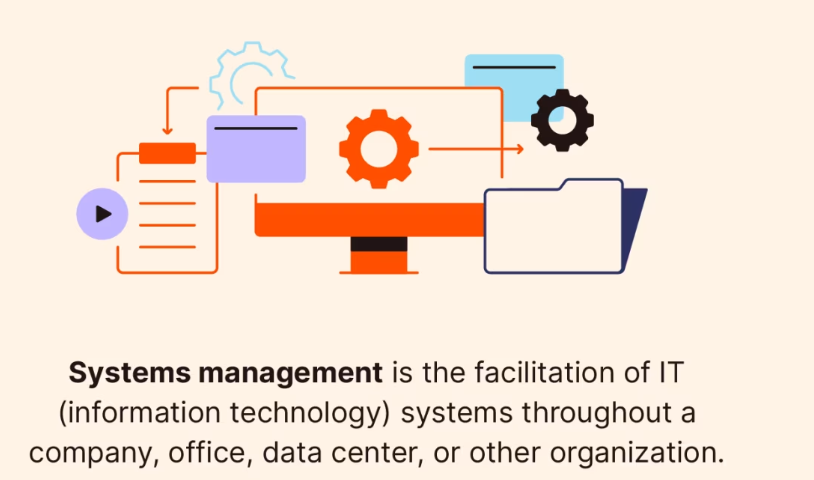 Systems management is the facilitation of IT
(information technology) systems throughout a
company, office, data center, or other organization.